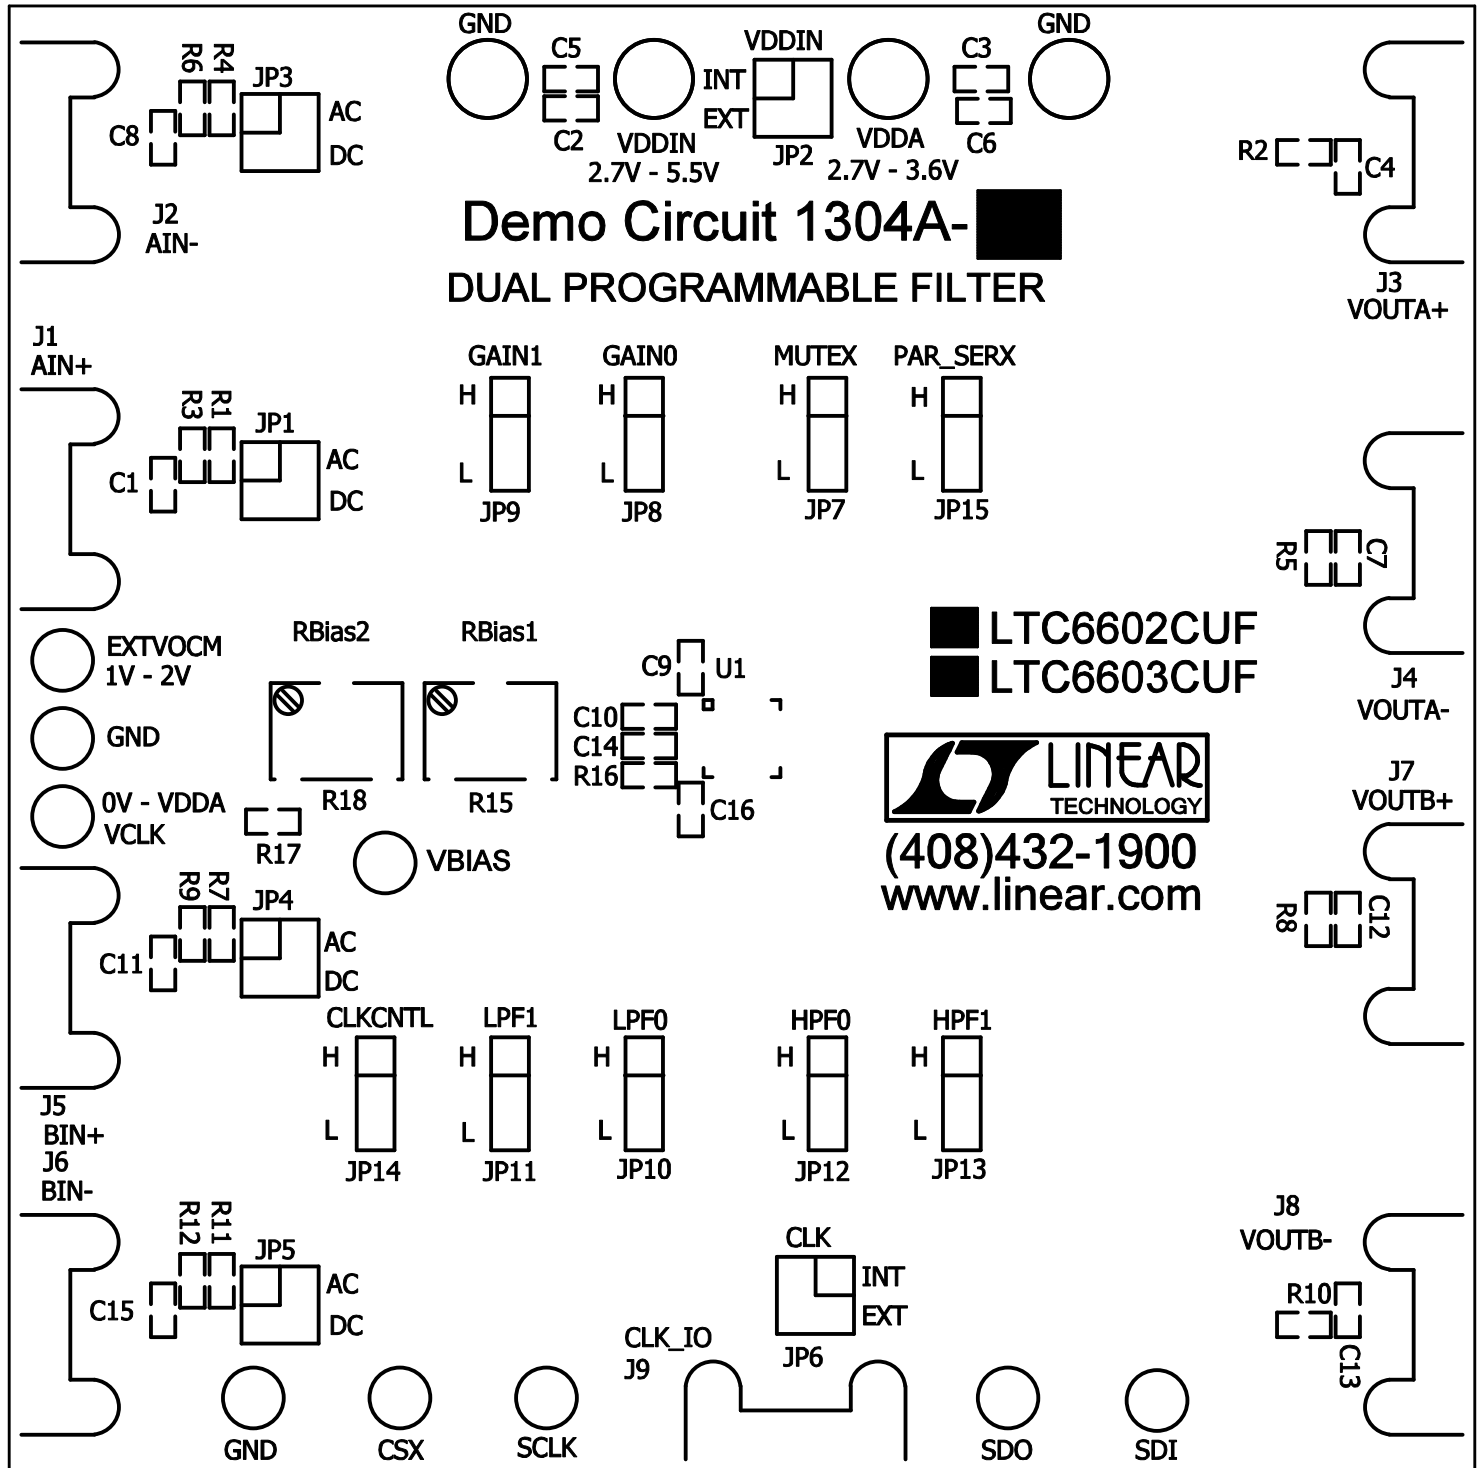 GND
C5
VDDIN
C3
GND
R6
R4
JP3
INT
AC
C8
EXT
C2
VDDIN
JP2
VDDA
C6
R2
DC
C4
2.7V - 5.5V
2.7V - 3.6V
J2
AIN-
Demo Circuit 1304A-
DUAL PROGRAMMABLE FILTER
J3
VOUTA+
J1
AIN+
GAIN1
GAIN0
MUTEX
PAR_SERX
H
H
H
H
R3
R1
JP1
AC
C1
DC
L
L
L
L
JP9
JP8
JP7
JP15
R5
C7
EXTVOCM
1V - 2V
RBias2
RBias1
C9
U1
LTC6602CUF
LTC6603CUF
J4
VOUTA-
GND
C10
C14
R16
LINEAR
TECHNOLOGY
J7
VOUTB+
0V - VDDA
VCLK
R18
R15
C16
R17
VBIAS
(408)432-1900
www.linear.com
R9
R7
JP4
AC
C11
DC
R8
C12
CLKCNTL
LPF1
LPF0
HPF0
HPF1
H
H
H
H
H
J5
BIN+
L
L
L
L
L
J6
BIN-
JP14
JP11
JP10
JP12
JP13
R12
R11
JP5
AC
C15
DC
J8
VOUTB-
CLK
INT
EXT
R10
CLK_IO
J9
JP6
C13
GND
CSX
SCLK
SDO
SDI